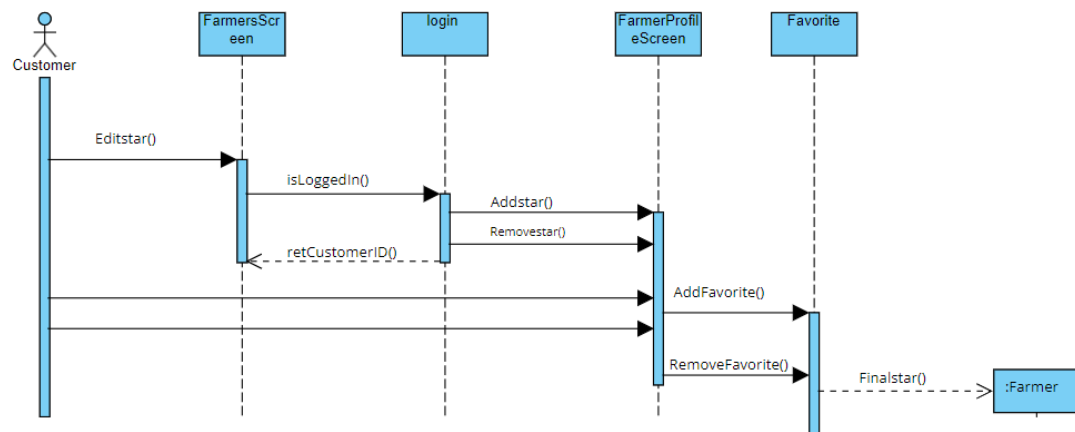 FarmersScr
een
login
FarmerProfil
eScreen
Favorite
Customer
Editstar()
isLoggedIn()
Addstar()
Removestar()
retCustomerID()
AddFavorite()
RemoveFavorite()
Finalstar()
:Farmer